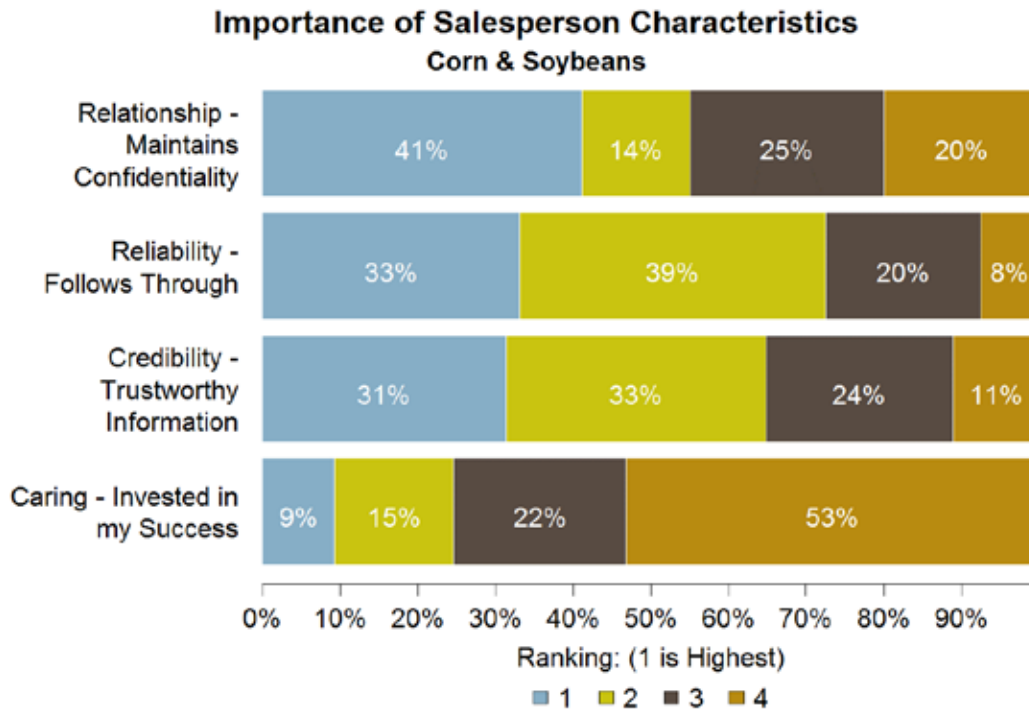 Importance of Salesperson Characteristics
Corn & Soybeans
Relationship -
Maintains
Confidentiality
41% 14% 25% 20%
Reliability -
Follows Through
33% 39% 20% 8%
Credibility -
Trustworthy
Information
31% 33% 24% 11%
Caring - Invested in
my Success
9% 15% 22% 53%
0% 10% 20% 30% 40% 50% 60% 70% 80% 90%
Ranking: (1 is Highest)
1 2 3 4